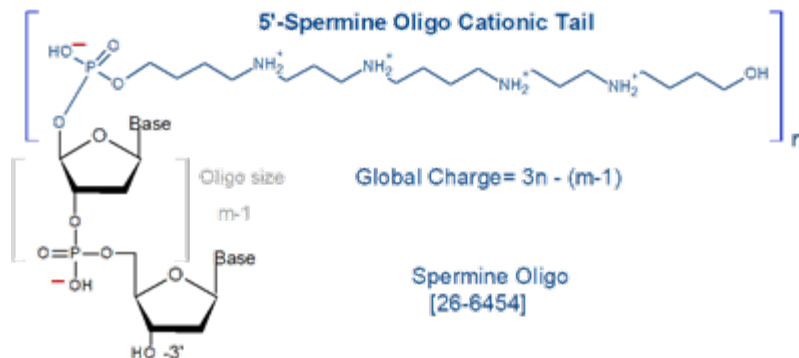 5'-Spermine Oligo Cationic Tail
HO
O
P
O
NH2+
NH2+
NH2+
NH2+
OH
n
O
O
Base
Oligo size
m-1
Global Charge= 3n - (m-1)
O
O=P-O
OH
O
Base
Spermine Oligo
[26-6454]
HO -3'